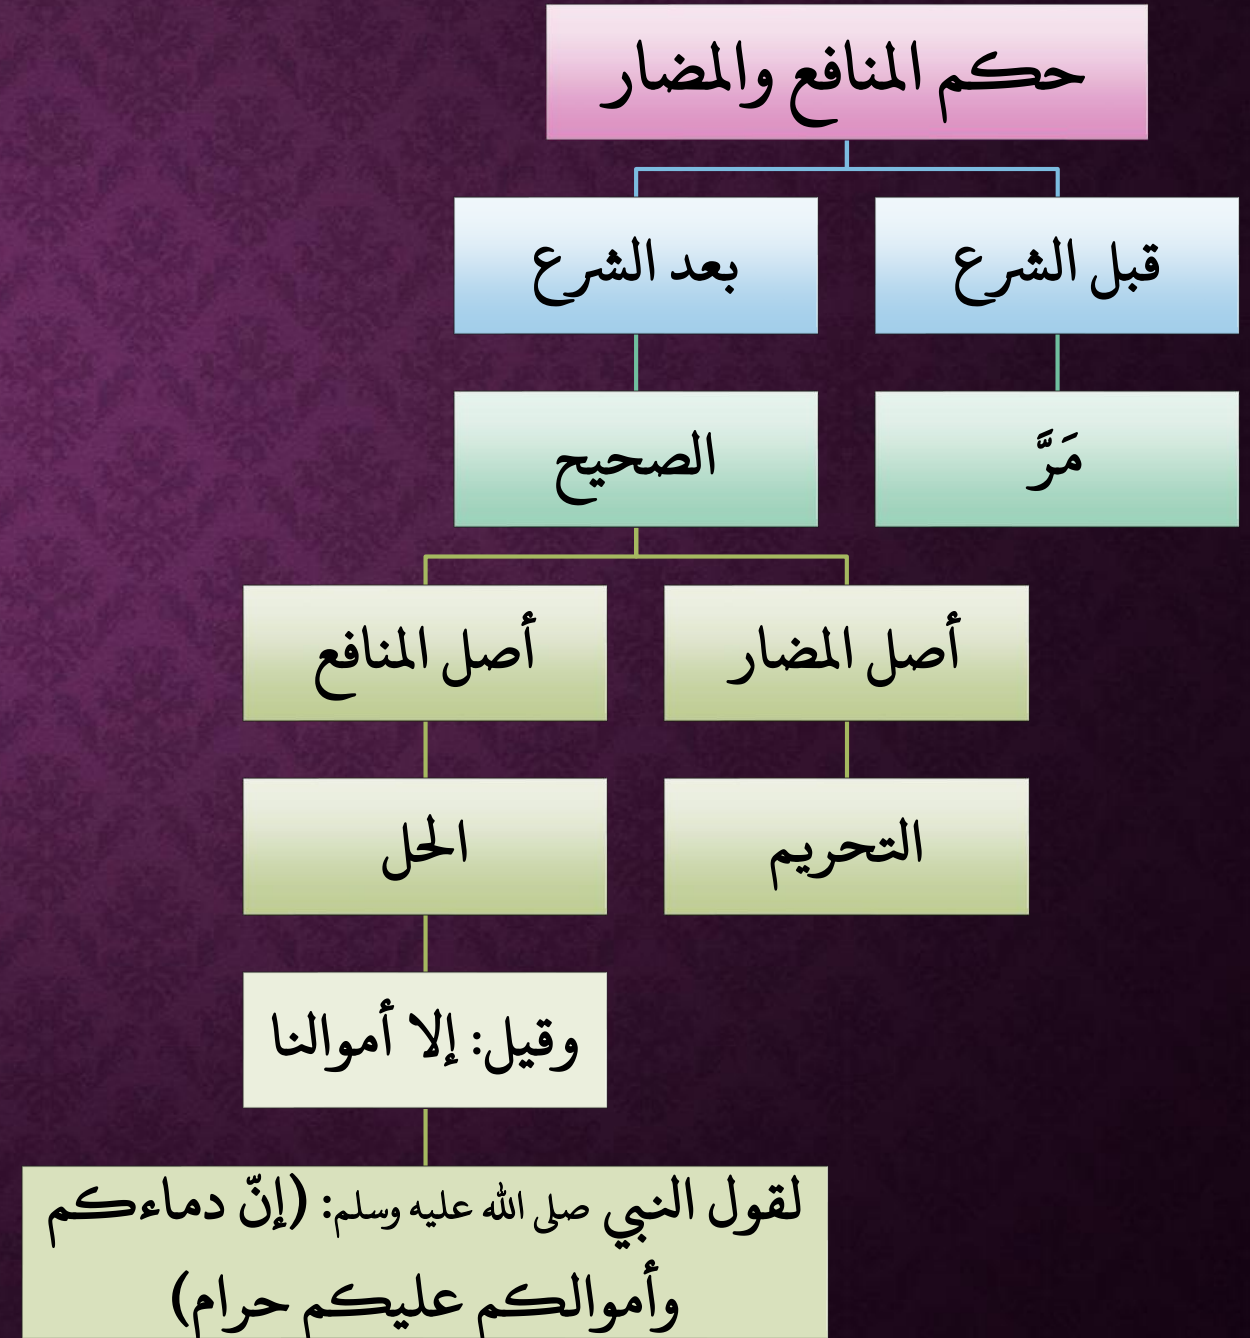 حكم المنافع والمضار
قبل الشرع
بعد الشرع
مَرَّ
الصحيح
أصل المضار
أصل المنافع
التحريم
الحل
وقيل: إلا أموالنا
لقول النبي صلى الله عليه وسلم: (إنّ دماءكم
وأموالكم عليكم حرام)